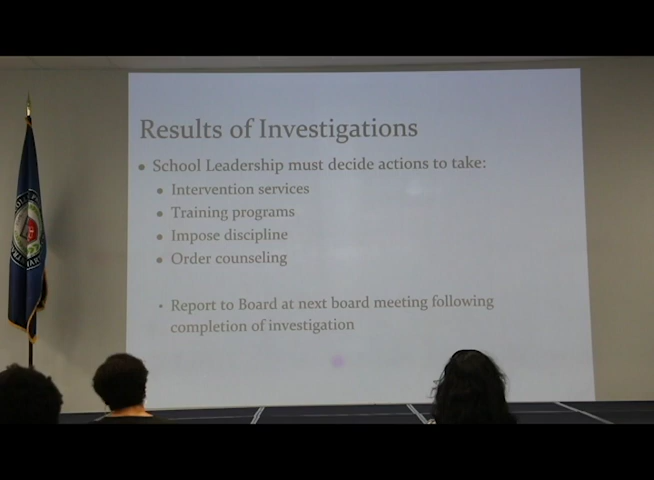 Results of Investigations
• School Leadership must decide actions to take:
• Intervention services
• Training programs
• Impose discipline
• Order counseling
• Report to Board at next board meeting following
completion of investigation